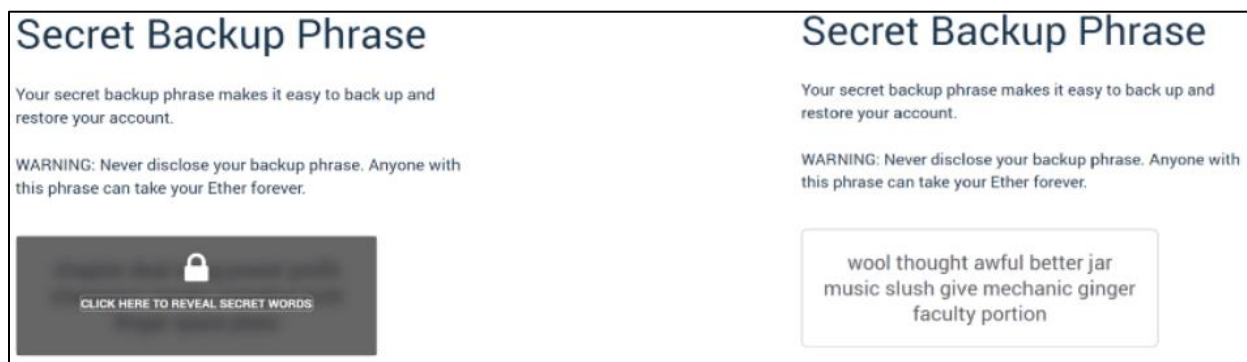 Secret Backup Phrase
Your secret backup phrase makes it easy to back up and
restore your account.
WARNING: Never disclose your backup phrase. Anyone with
this phrase can take your Ether forever.
CLICK HERE TO REVEAL SECRET WORDS
Secret Backup Phrase
Your secret backup phrase makes it easy to back up and
restore your account.
WARNING: Never disclose your backup phrase. Anyone with
this phrase can take your Ether forever.
wool thought awful better jar
music slush give mechanic ginger
faculty portion